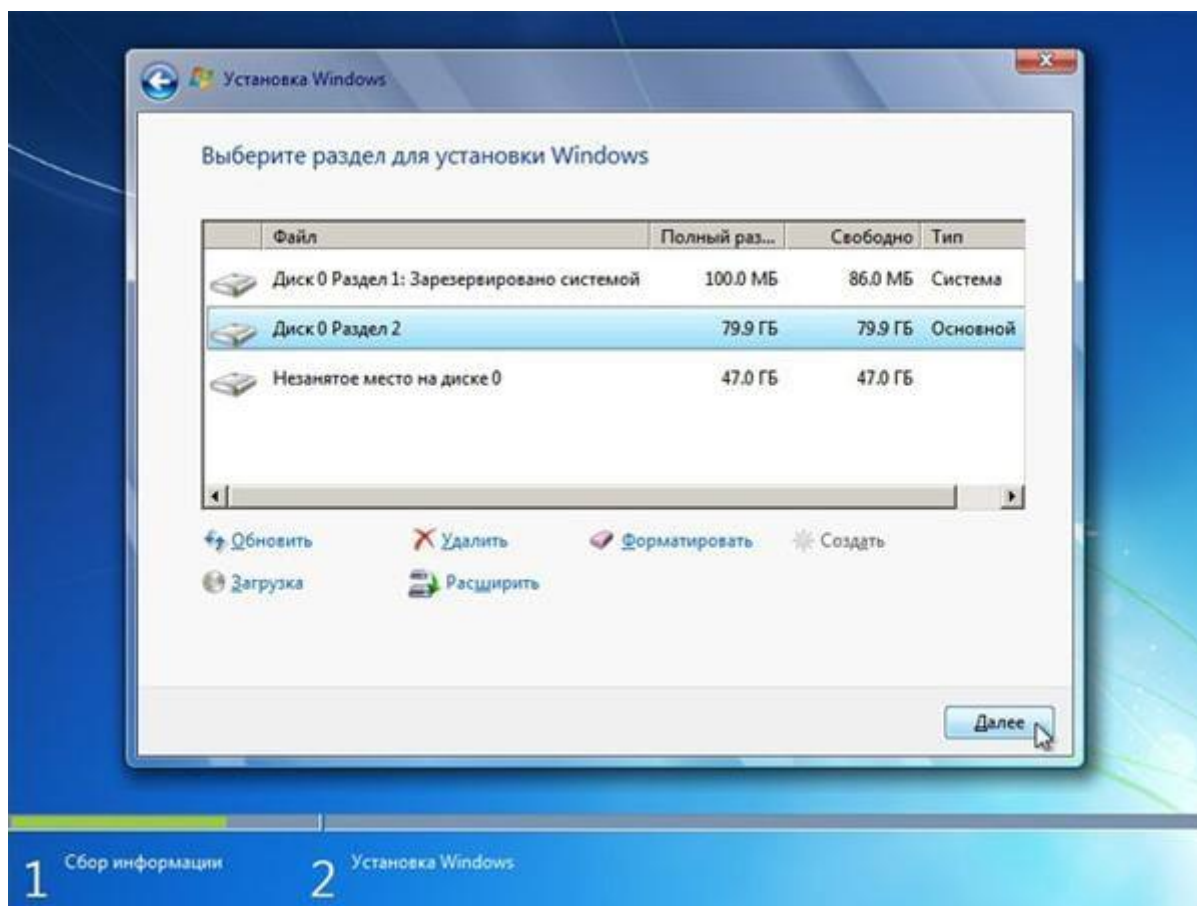 Установка Windows
Выберите раздел для установки Windows
Файл Полный раз... Свободно Тип
Диск 0 Раздел 1: Зарезервировано системой 100.0 МБ 86.0 МБ Система
Диск 0 Раздел 2 79.9 ГБ 79.9 ГБ Основной
Незанятое место на диске 0 47.0 ГБ 47.0 ГБ
Обновить Удалить Форматировать Создать
Загрузка Расширить
Далее
1 Сбор информации 2 Установка Windows